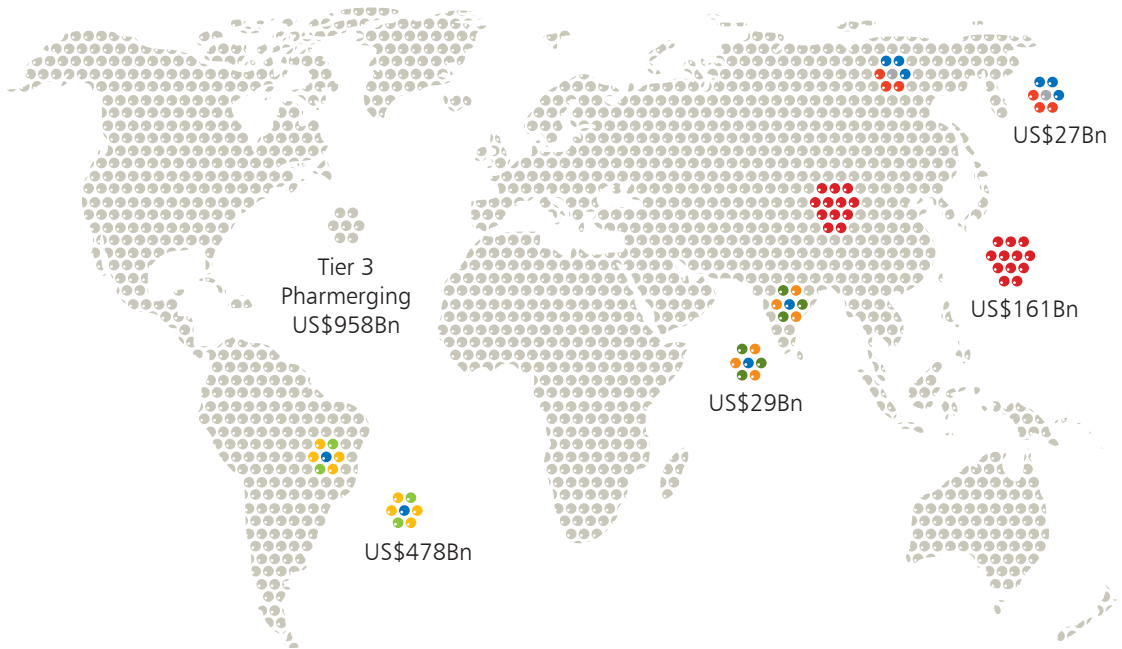 US$27Bn
Tier 3
Pharmerging
US$958Bn
US$161Bn
US$29Bn
US$478Bn